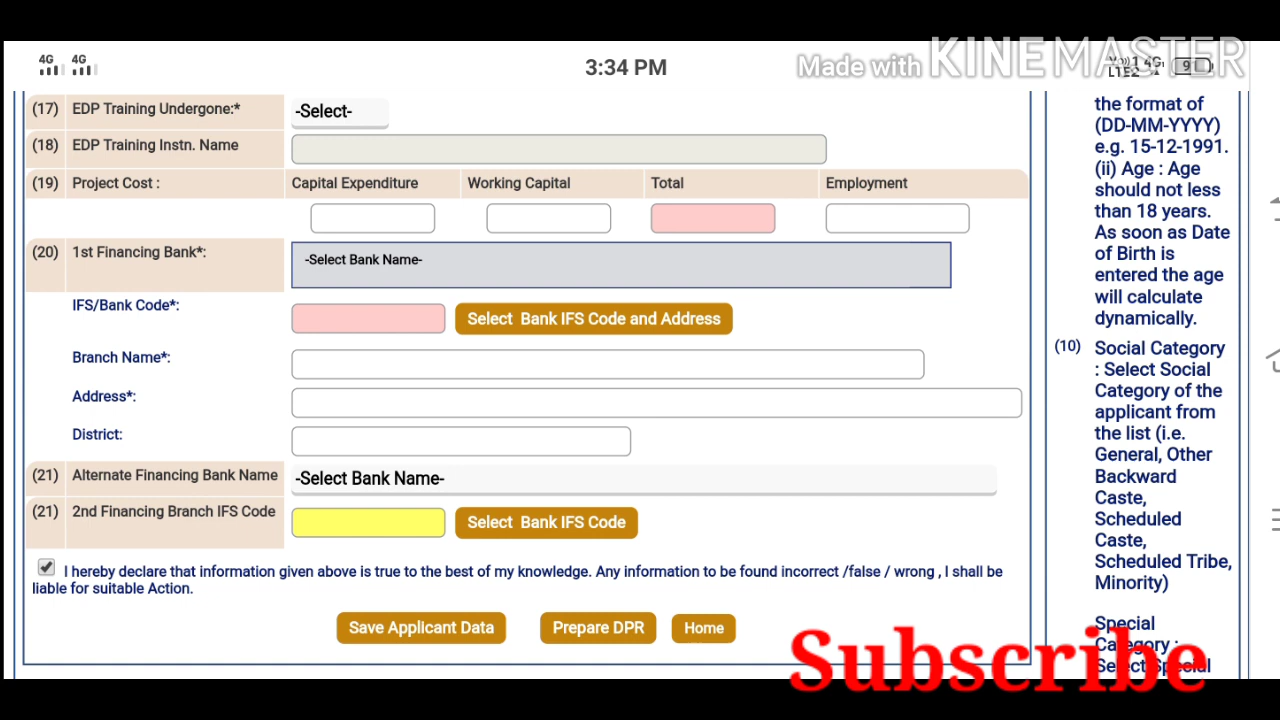 4G 4G
3:34 PM
Made with KINEMASTER
LTE2
(17) EDP Training Undergone:* -Select-
(18) EDP Training Instn. Name
(19) Project Cost : Capital Expenditure Working Capital Total Employment
(20) 1st Financing Bank*: -Select Bank Name-
IFS/Bank Code*: Select Bank IFS Code and Address
Branch Name*:
Address*:
District:
(21) Alternate Financing Bank Name -Select Bank Name-
(21) 2nd Financing Branch IFS Code Select Bank IFS Code
I hereby declare that information given above is true to the best of my knowledge. Any information to be found incorrect /false / wrong , I shall be
liable for suitable Action.
Save Applicant Data Prepare DPR Home
the format of
(DD-MM-YYYY)
e.g. 15-12-1991.
(ii) Age : Age
should not less
than 18 years.
As soon as Date
of Birth is
entered the age
will calculate
dynamically.
(10) Social Category
: Select Social
Category of the
applicant from
the list (i.e.
General, Other
Backward
Caste,
Scheduled
Caste,
Scheduled Tribe,
Minority)
Special
Category :
Select Special
Subscribe